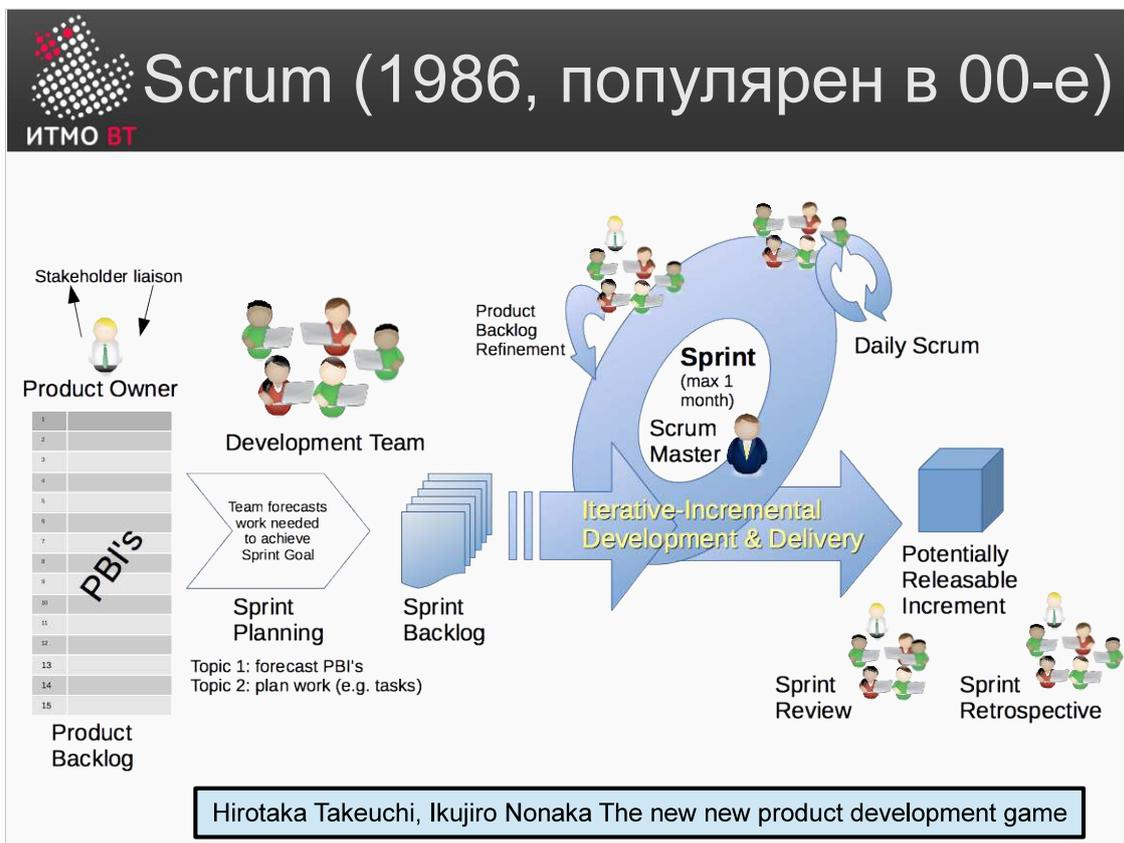 ИТМО ВТ
Scrum (1986, популярен в 00-е)
Stakeholder liaison
Product Owner
1
2
3
4
5
6
7
8
9
10
11
12
13
14
15
PBI's
Product
Backlog
Development Team
Team forecasts
work needed
to achieve
Sprint Goal
Sprint
Planning
Topic 1: forecast PBI's
Topic 2: plan work (e.g. tasks)
Sprint
Backlog
Product
Backlog
Refinement
Sprint
(max 1
month)
Scrum
Master
Daily Scrum
Iterative-Incremental
Development & Delivery
Potentially
Releasable
Increment
Sprint
Review
Sprint
Retrospective
Hirotaka Takeuchi, Ikujiro Nonaka The new new product development game